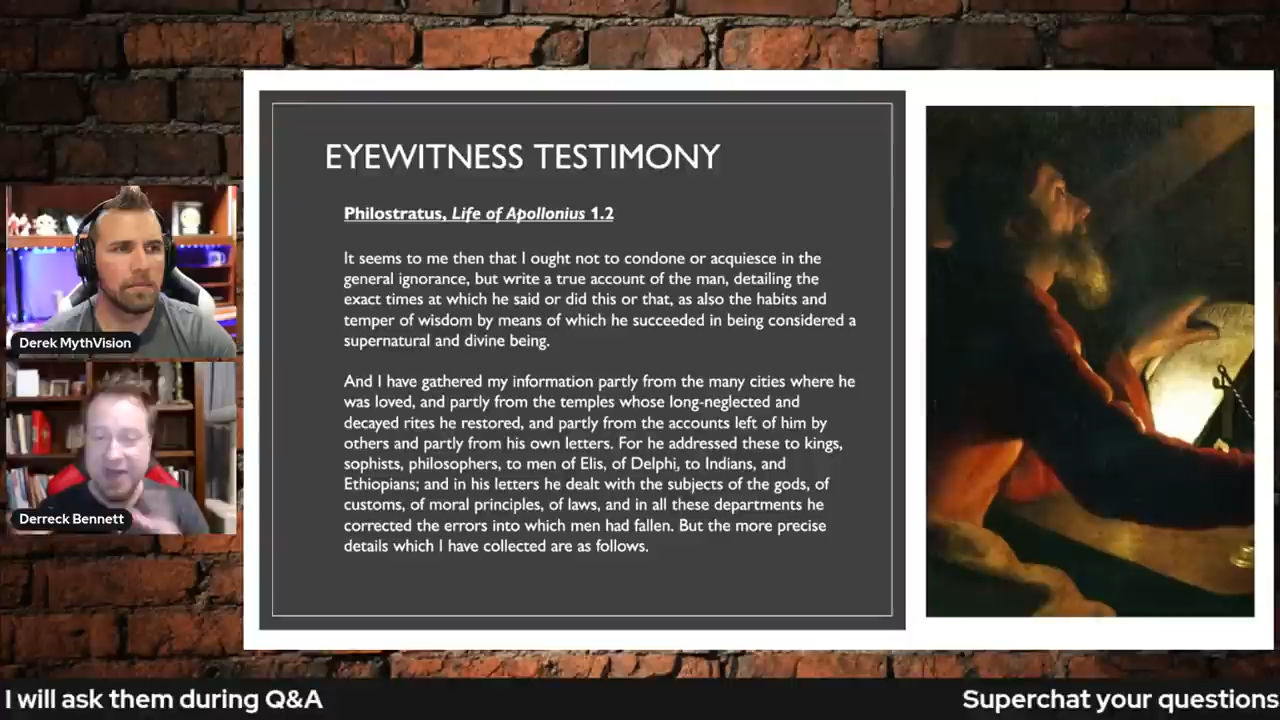 EYEWITNESS TESTIMONY
Philostratus, Life of Apollonius 1.2
It seems to me then that I ought not to condone or acquiesce in the
general ignorance, but write a true account of the man, detailing the
exact times at which he said or did this or that, as also the habits and
temper of wisdom by means of which he succeeded in being considered a
supernatural and divine being.
And I have gathered my information partly from the many cities where he
was loved, and partly from the temples whose long-neglected and
decayed rites he restored, and partly from the accounts left of him by
others and partly from his own letters. For he addressed these to kings,
sophists, philosophers, to men of Elis, of Delphi, to Indians, and
Ethiopians; and in his letters he dealt with the subjects of the gods, of
customs, of moral principles, of laws, and in all these departments he
corrected the errors into which men had fallen. But the more precise
details which I have collected are as follows.
Derek MythVision
Derreck Bennett
I will ask them during Q&A
Superchat your questions